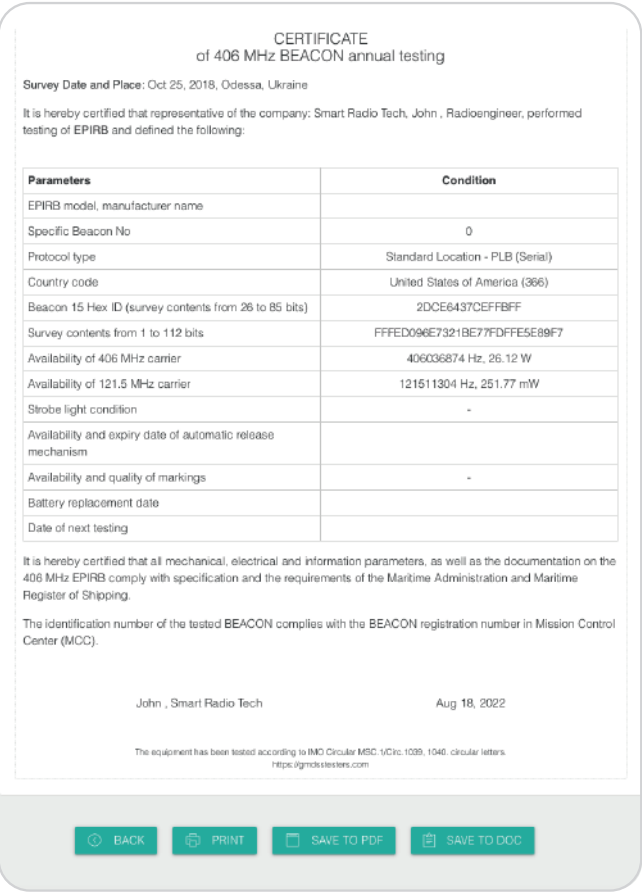 CERTIFICATE
of 406 MHz BEACON annual testing
Survey Date and Place: Oct 25, 2018, Odessa, Ukraine
It is hereby certified that representative of the company: Smart Radio Tech, John , Radioengineer, performed
testing of EPIRB and defined the following:
Parameters Condition
EPIRB model, manufacturer name
Specific Beacon No 0
Protocol type Standard Location - PLB (Serial)
Country code United States of America (366)
Beacon 15 Hex ID (survey contents from 26 to 85 bits) 2DCE6437CEFFBFF
Survey contents from 1 to 112 bits FFFED096E7321BE77FDFFE5E89F7
Availability of 406 MHz carrier 406036874 Hz, 26.12 W
Availability of 121.5 MHz carrier 121511304 Hz, 251.77 mW
Strobe light condition -
Availability and expiry date of automatic release
mechanism
Availability and quality of markings -
Battery replacement date
Date of next testing
It is hereby certified that all mechanical, electrical and information parameters, as well as the documentation on the
406 MHz EPIRB comply with specification and the requirements of the Maritime Administration and Maritime
Register of Shipping.
The identification number of the tested BEACON complies with the BEACON registration number in Mission Control
Center (MCC).
John , Smart Radio Tech Aug 18, 2022
The equipment has been tested according to IMO Circular MSC.1/Circ.1039, 1040. circular letters.
https://gmdsstesters.com
BACK PRINT SAVE TO PDF SAVE TO DOC